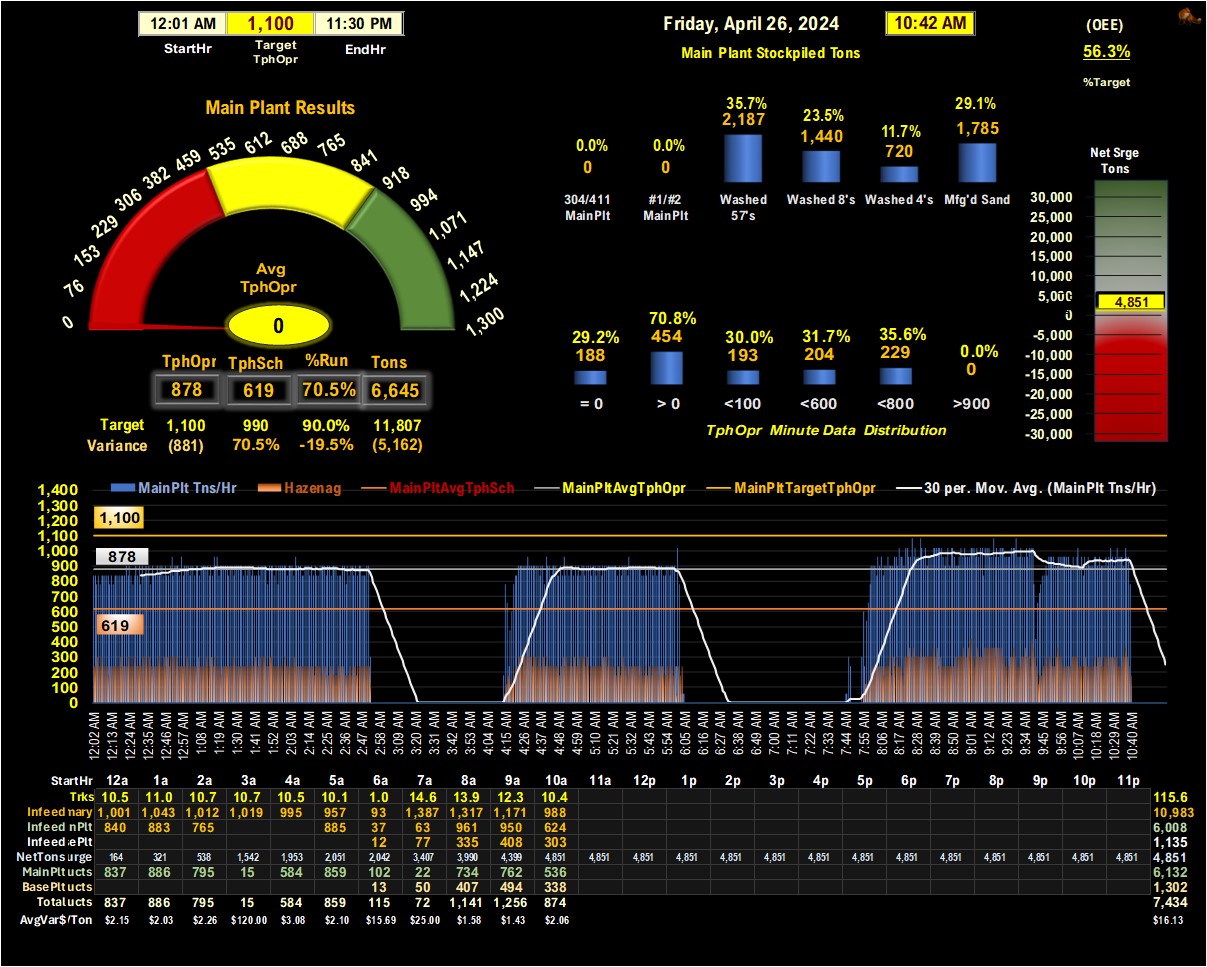 12:01 AM 1,100 11:30 PM
StartHr Target TphOpr EndHr
Friday, April 26, 2024 10:42 AM
Main Plant Stockpiled Tons
(OEE)
56.3%
%Target
Main Plant Results
0 76 153 229 306 382 459 535 612 688 765 841 918 994 1,071 1,147 1,224 1,300
Avg
TphOpr
0
TphOpr TphSch %Run Tons
878 619 70.5% 6,645
Target 1,100 990 90.0% 11,807
Variance (881) 70.5% -19.5% (5,162)
0.0% 0.0% 35.7% 23.5% 11.7% 29.1%
0 0 2,187 1,440 720 1,785
304/411 MainPlt #1/#2 MainPlt Washed 57's Washed 8's Washed 4's Mfg'd Sand
29.2% 70.8% 30.0% 31.7% 35.6% 0.0%
188 454 193 204 229 0
= 0 > 0 <100 <600 <800 >900
TphOpr Minute Data Distribution
Net Srge
Tons
30,000
25,000
20,000
15,000
10,000
5,000
4,851
0
-5,000
-10,000
-15,000
-20,000
-25,000
-30,000
MainPlt Tns/Hr Hazenag MainPltAvgTphSch MainPltAvgTphOpr MainPltTargetTphOpr 30 per. Mov. Avg. (MainPlt Tns/Hr)
1,400
1,300
1,200
1,100
1,000
900
800
700
600
500
400
300
200
100
0
1,100
878
619
12:02 AM 12:13 AM 12:24 AM 12:35 AM 12:46 AM 12:57 AM 1:08 AM 1:19 AM 1:30 AM 1:41 AM 1:52 AM 2:03 AM 2:14 AM 2:25 AM 2:36 AM 2:47 AM 2:58 AM 3:09 AM 3:20 AM 3:31 AM 3:42 AM 3:53 AM 4:04 AM 4:15 AM 4:26 AM 4:37 AM 4:48 AM 4:59 AM 5:10 AM 5:21 AM 5:32 AM 5:43 AM 5:54 AM 6:05 AM 6:16 AM 6:27 AM 6:38 AM 6:49 AM 7:00 AM 7:11 AM 7:22 AM 7:33 AM 7:44 AM 7:55 AM 8:06 AM 8:17 AM 8:28 AM 8:39 AM 8:50 AM 9:01 AM 9:12 AM 9:23 AM 9:34 AM 9:45 AM 9:56 AM 10:07 AM 10:18 AM 10:29 AM 10:40 AM
StartHr 12a 1a 2a 3a 4a 5a 6a 7a 8a 9a 10a 11a 12p 1p 2p 3p 4p 5p 6p 7p 8p 9p 10p 11p
Trks 10.5 11.0 10.7 10.7 10.5 10.1 1.0 14.6 13.9 12.3 10.4 115.6
Infeed mary 1,001 1,043 1,012 1,019 995 957 93 1,387 1,317 1,171 988 10,983
Infeed nPlt 840 883 765 885 37 63 961 950 624 6,008
Infeed ePlt 12 77 335 408 303 1,135
NetTons urge 164 321 538 1,542 1,953 2,051 2,042 3,407 3,990 4,399 4,851 4,851 4,851 4,851 4,851 4,851 4,851 4,851 4,851 4,851 4,851 4,851 4,851 4,851 4,851
MainPlt ucts 837 886 795 15 584 859 102 22 734 762 536 6,132
BasePlt ucts 13 50 407 494 338 1,302
Total ucts 837 886 795 15 584 859 115 72 1,141 1,256 874 7,434
AvgVar$/Ton $2.15 $2.03 $2.26 $120.00 $3.08 $2.10 $15.69 $25.00 $1.58 $1.43 $2.06 $16.13